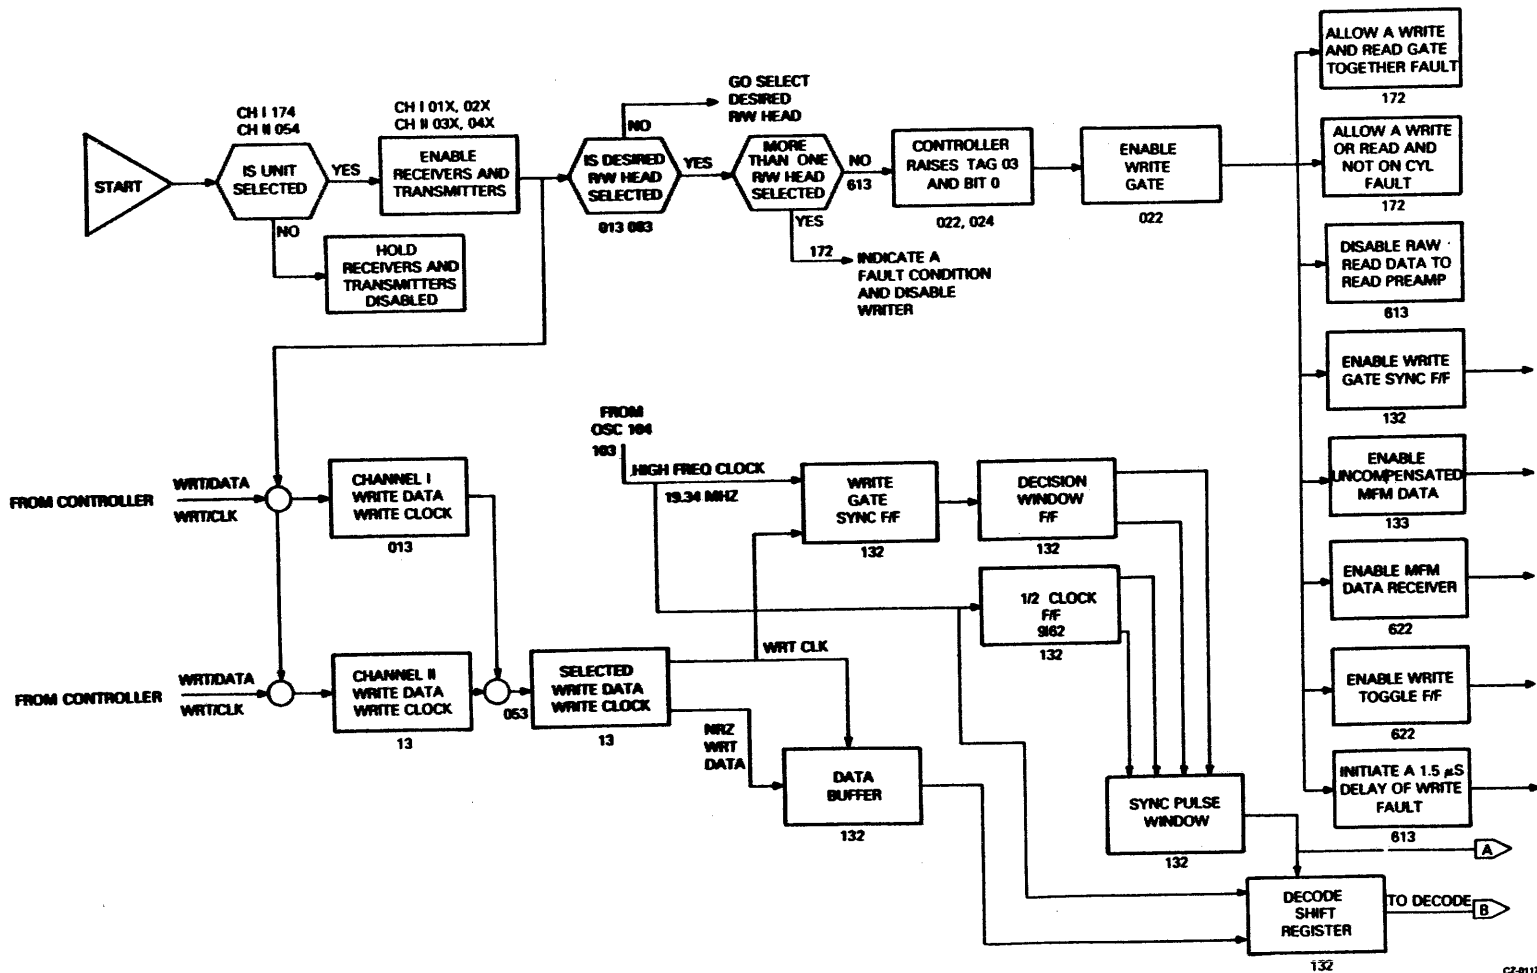 START
CH I 174
CH II 054
IS UNIT
SELECTED
YES
NO
HOLD
RECEIVERS AND
TRANSMITTERS
DISABLED
CH I 01X, 02X
CH II 03X, 04X
ENABLE
RECEIVERS AND
TRANSMITTERS
IS DESIRED
R/W HEAD
SELECTED
013 083
NO
GO SELECT
DESIRED
R/W HEAD
YES
MORE
THAN ONE
R/W HEAD
SELECTED
YES
172
INDICATE A
FAULT CONDITION
AND DISABLE
WRITER
NO
613
CONTROLLER
RAISES TAG 03
AND BIT 0
022, 024
ENABLE
WRITE
GATE
022
ALLOW A WRITE
AND READ GATE
TOGETHER FAULT
172
ALLOW A WRITE
OR READ AND
NOT ON CYL
FAULT
172
DISABLE RAW
READ DATA TO
READ PREAMP
613
ENABLE WRITE
GATE SYNC F/F
132
ENABLE
UNCOMPENSATED
MFM DATA
133
ENABLE MFM
DATA RECEIVER
622
ENABLE WRITE
TOGGLE F/F
622
INITIATE A 1.5 µS
DELAY OF WRITE
FAULT
613
FROM CONTROLLER
WRT/DATA
WRT/CLK
CHANNEL I
WRITE DATA
WRITE CLOCK
013
FROM CONTROLLER
WRT/DATA
WRT/CLK
CHANNEL II
WRITE DATA
WRITE CLOCK
13
053
SELECTED
WRITE DATA
WRITE CLOCK
13
WRT CLK
NRZ
WRT
DATA
FROM
OSC 104
103
HIGH FREQ CLOCK
19.34 MHZ
WRITE
GATE
SYNC F/F
132
DECISION
WINDOW
F/F
132
1/2 CLOCK
F/F
9162
132
DATA
BUFFER
132
SYNC PULSE
WINDOW
132
A
DECODE
SHIFT
REGISTER
132
TO DECODE
B